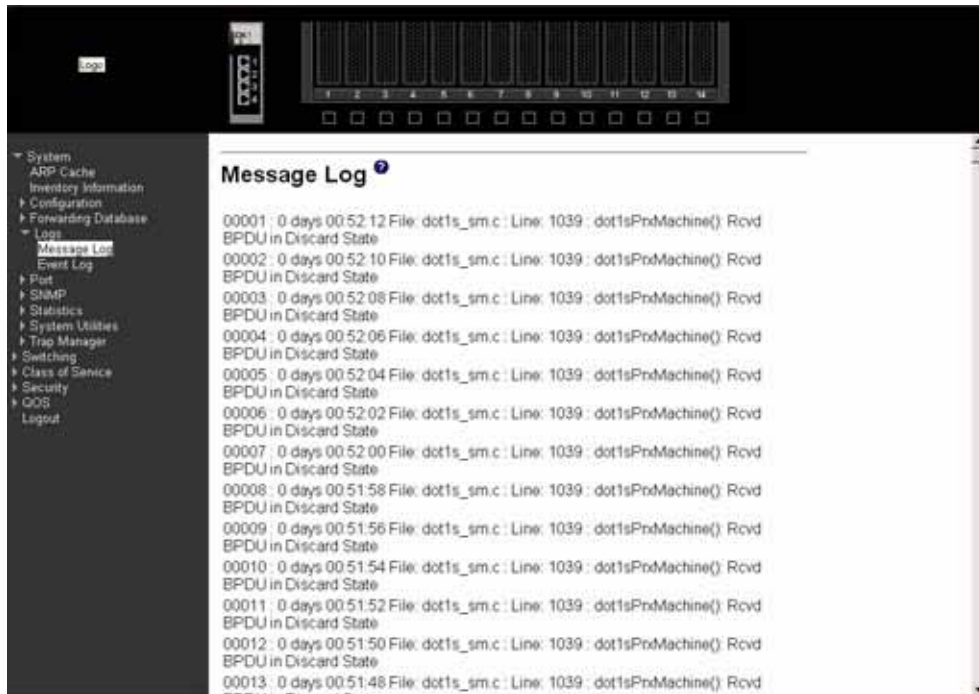 Logo
1 2 3 4 5 6 7 8 9 10 11 12 13 14
System
ARP Cache
Inventory Information
Configuration
Forwarding Database
Logs
Message Log
Event Log
Port
SNMP
Statistics
System Utilities
Trap Manager
Switching
Class of Service
Security
QOS
Logout
Message Log ?
00001 : 0 days 00:52:12 File: dot1s_sm.c : Line: 1039 : dot1sPrxMachine(): Rcvd
BPDU in Discard State
00002 : 0 days 00:52:10 File: dot1s_sm.c : Line: 1039 : dot1sPrxMachine(): Rcvd
BPDU in Discard State
00003 : 0 days 00:52:08 File: dot1s_sm.c : Line: 1039 : dot1sPrxMachine(): Rcvd
BPDU in Discard State
00004 : 0 days 00:52:06 File: dot1s_sm.c : Line: 1039 : dot1sPrxMachine(): Rcvd
BPDU in Discard State
00005 : 0 days 00:52:04 File: dot1s_sm.c : Line: 1039 : dot1sPrxMachine(): Rcvd
BPDU in Discard State
00006 : 0 days 00:52:02 File: dot1s_sm.c : Line: 1039 : dot1sPrxMachine(): Rcvd
BPDU in Discard State
00007 : 0 days 00:52:00 File: dot1s_sm.c : Line: 1039 : dot1sPrxMachine(): Rcvd
BPDU in Discard State
00008 : 0 days 00:51:58 File: dot1s_sm.c : Line: 1039 : dot1sPrxMachine(): Rcvd
BPDU in Discard State
00009 : 0 days 00:51:56 File: dot1s_sm.c : Line: 1039 : dot1sPrxMachine(): Rcvd
BPDU in Discard State
00010 : 0 days 00:51:54 File: dot1s_sm.c : Line: 1039 : dot1sPrxMachine(): Rcvd
BPDU in Discard State
00011 : 0 days 00:51:52 File: dot1s_sm.c : Line: 1039 : dot1sPrxMachine(): Rcvd
BPDU in Discard State
00012 : 0 days 00:51:50 File: dot1s_sm.c : Line: 1039 : dot1sPrxMachine(): Rcvd
BPDU in Discard State
00013 : 0 days 00:51:48 File: dot1s_sm.c : Line: 1039 : dot1sPrxMachine(): Rcvd